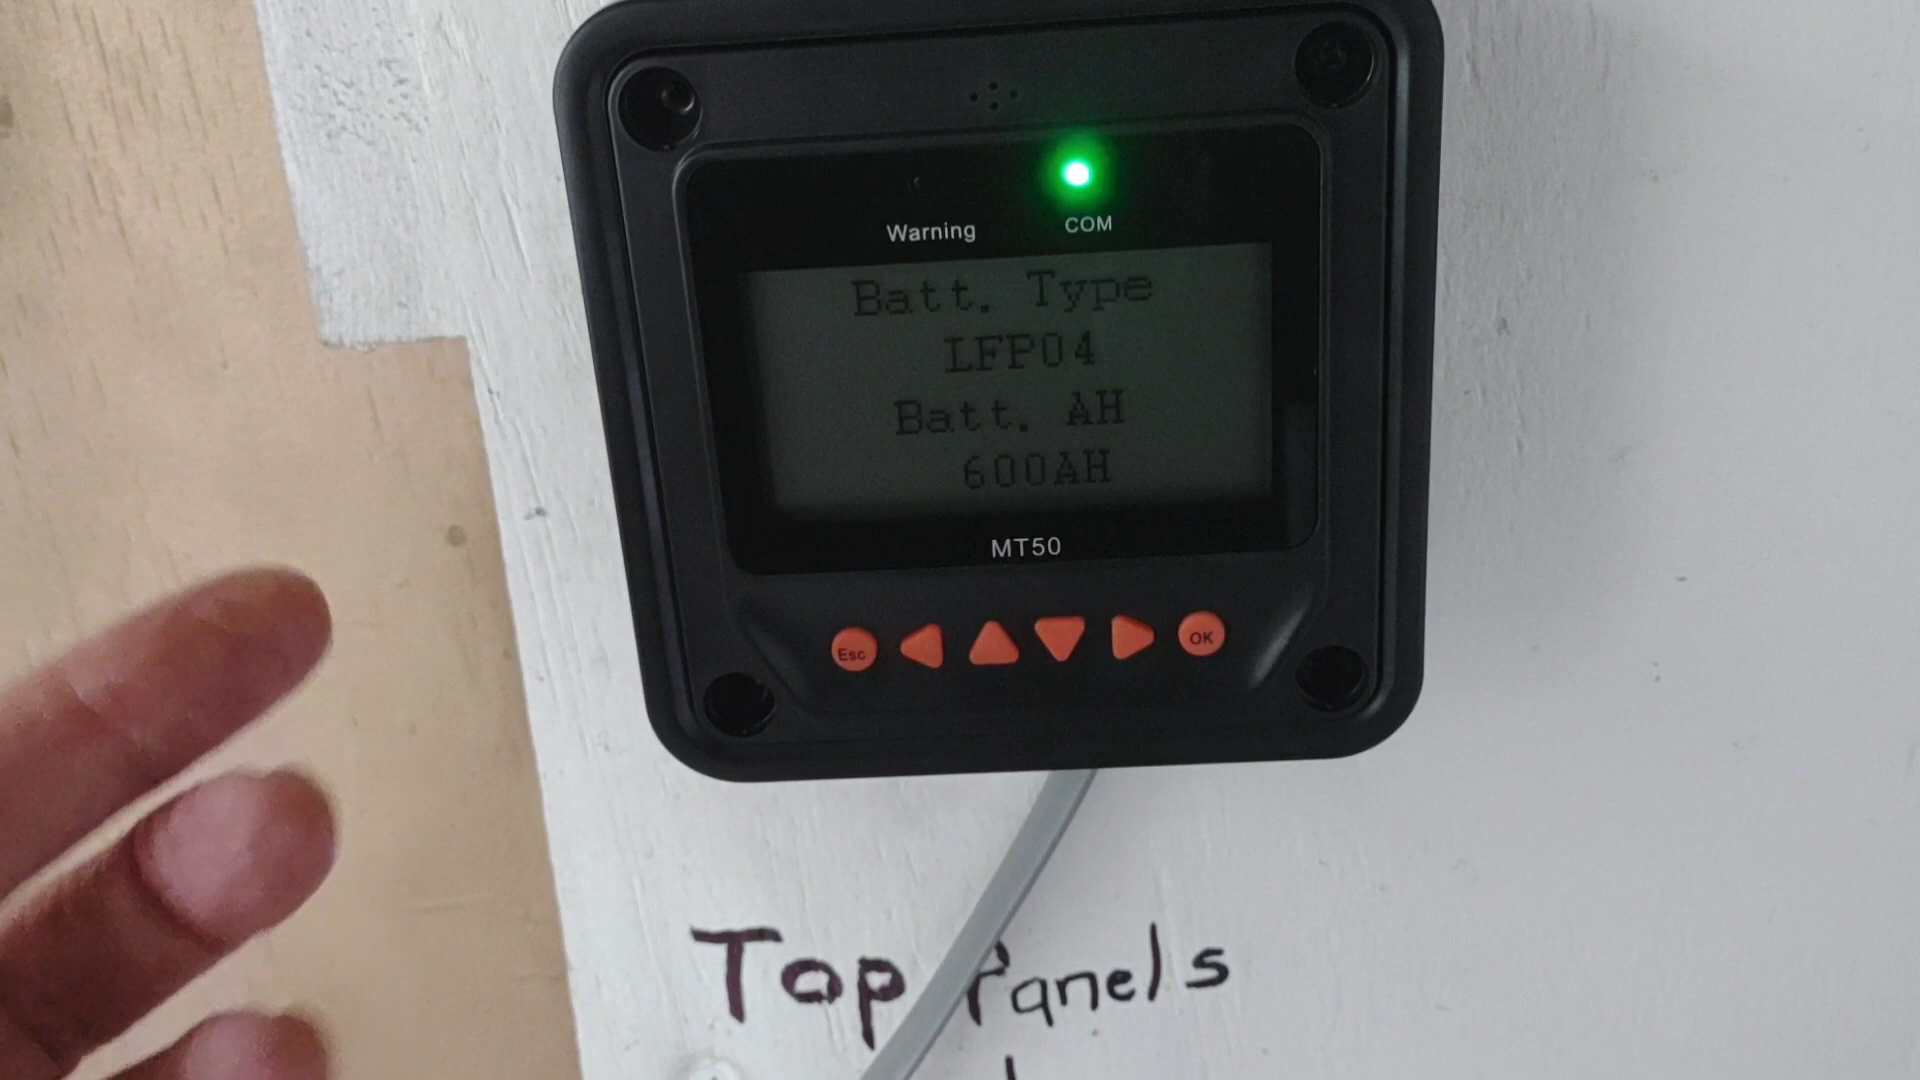 Warning COM
Batt. Type
LFP04
Batt. AH
600AH
MT50
Esc OK
Top Panels